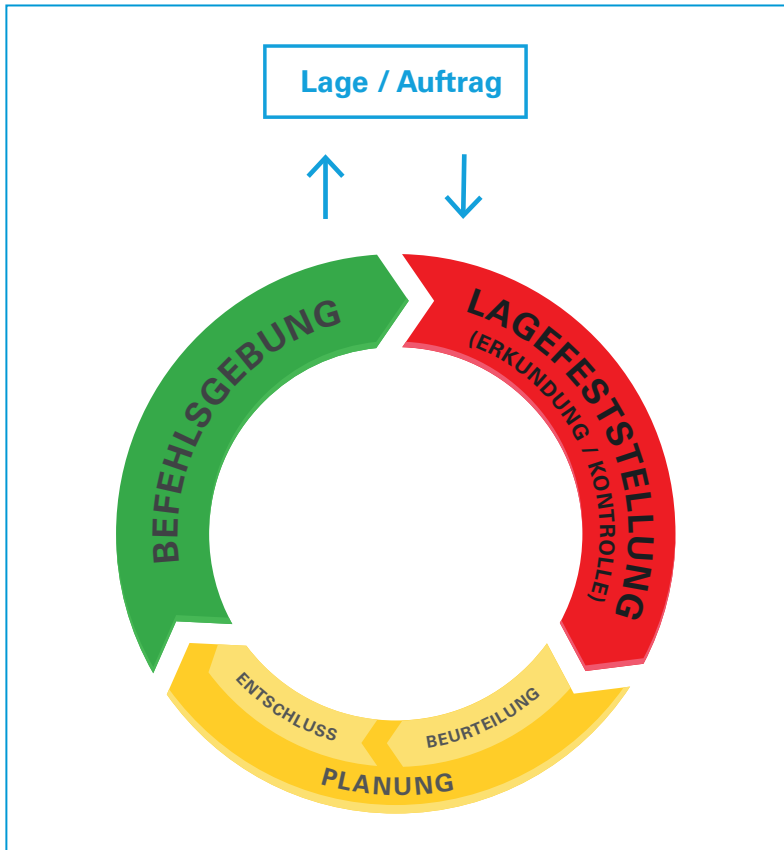 Lage / Auftrag
LAGEFESTSTELLUNG
(ERKUNDUNG / KONTROLLE)
BEURTEILUNG
ENTSCHLUSS
PLANUNG
BEFEHLSGEBUNG